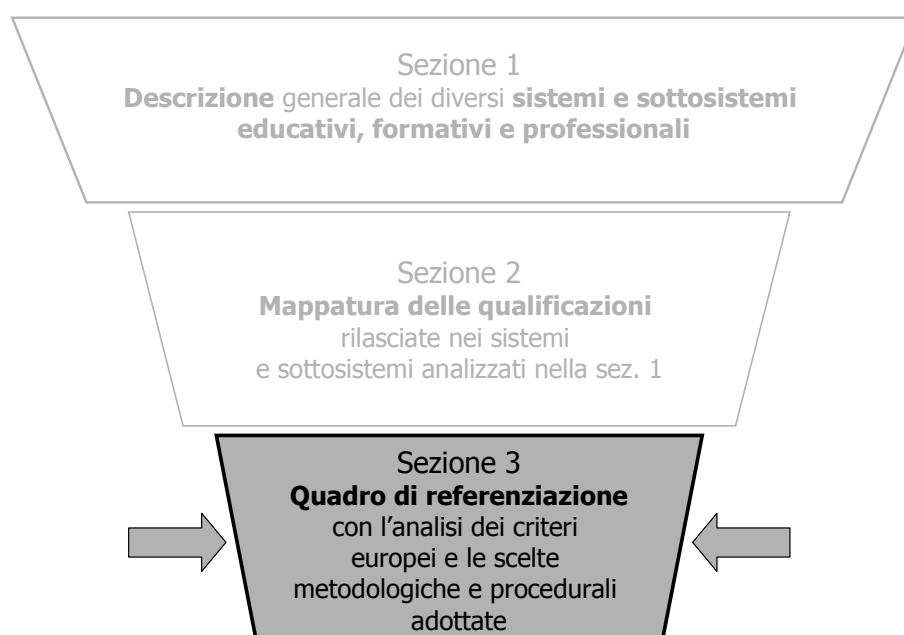 Sezione 1
Descrizione generale dei diversi sistemi e sottosistemi
educativi, formativi e professionali
Sezione 2
Mappatura delle qualificazioni
rilasciate nei sistemi
e sottosistemi analizzati nella sez. 1
Sezione 3
Quadro di referenziazione
con l’analisi dei criteri
europei e le scelte
metodologiche e procedurali
adottate